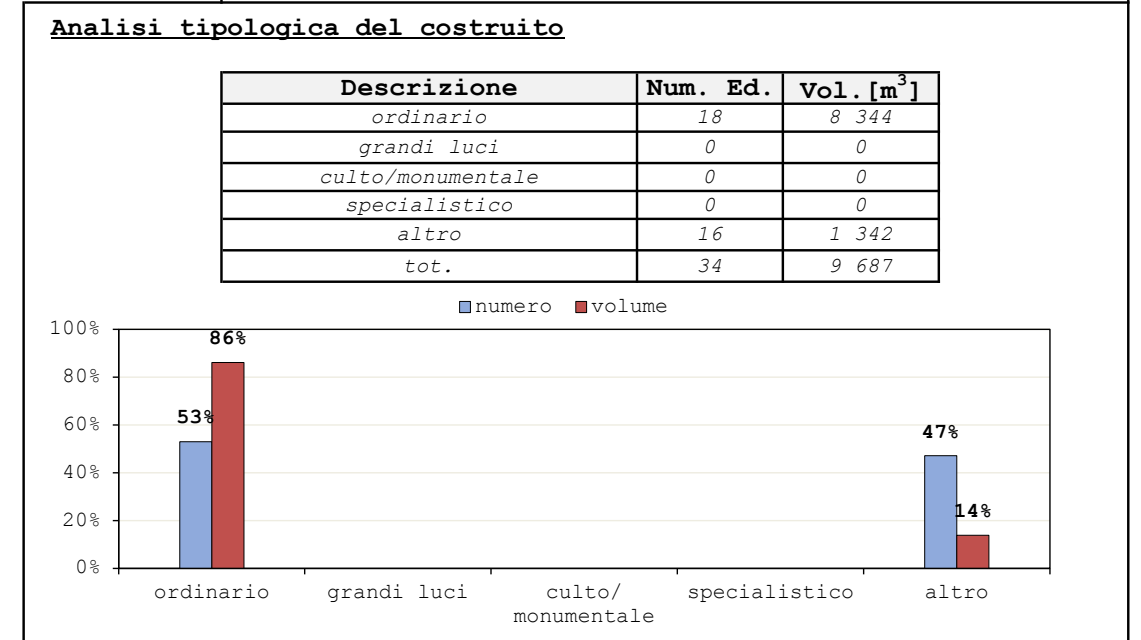 Analisi tipologica del costruito
Descrizione Num. Ed. Vol.[m³]
ordinario 18 8 344
grandi luci 0 0
culto/monumentale 0 0
specialistico 0 0
altro 16 1 342
tot. 34 9 687
numero volume
100%
86%
80%
60%
53%
47%
40%
20%
14%
0%
ordinario grandi luci culto/ specialistico altro
monumentale